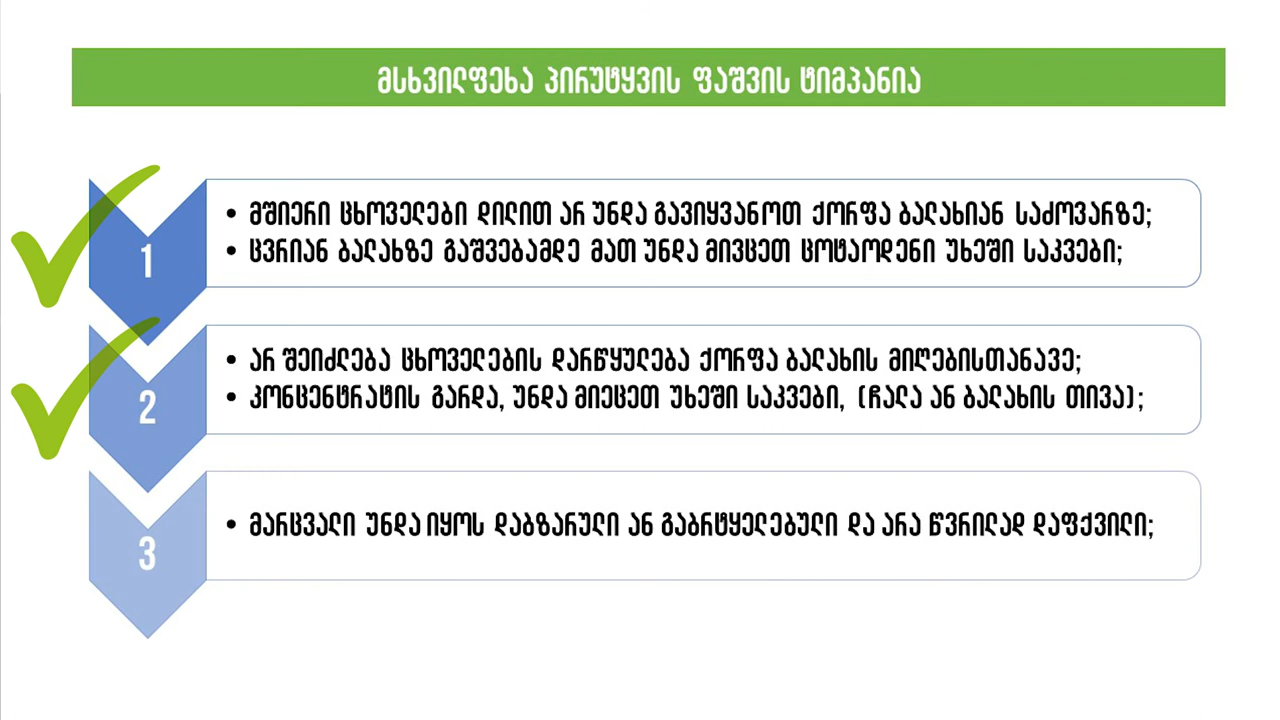 მსხვილფეხა პირუტყვის ფაშვის ტიმპანია
• მშიერი ცხოველები დილით არ უნდა გავიყვანოთ ქორფა ბალახიან საძოვარზე;
• ცვრიან ბალახზე გაშვებამდე მათ უნდა მივცეთ ცოტაოდენი უხეში საკვები;
1
• არ შეიძლება ცხოველების დარწყულება ქორფა ბალახის მიღებისთანავე;
• კონცენტრატის გარდა, უნდა მიეცეთ უხეში საკვები, (ჩალა ან ბალახის თივა);
2
• მარცვალი უნდა იყოს დაბზარული ან გაბრტყელებული და არა წვრილად დაფქვილი;
3